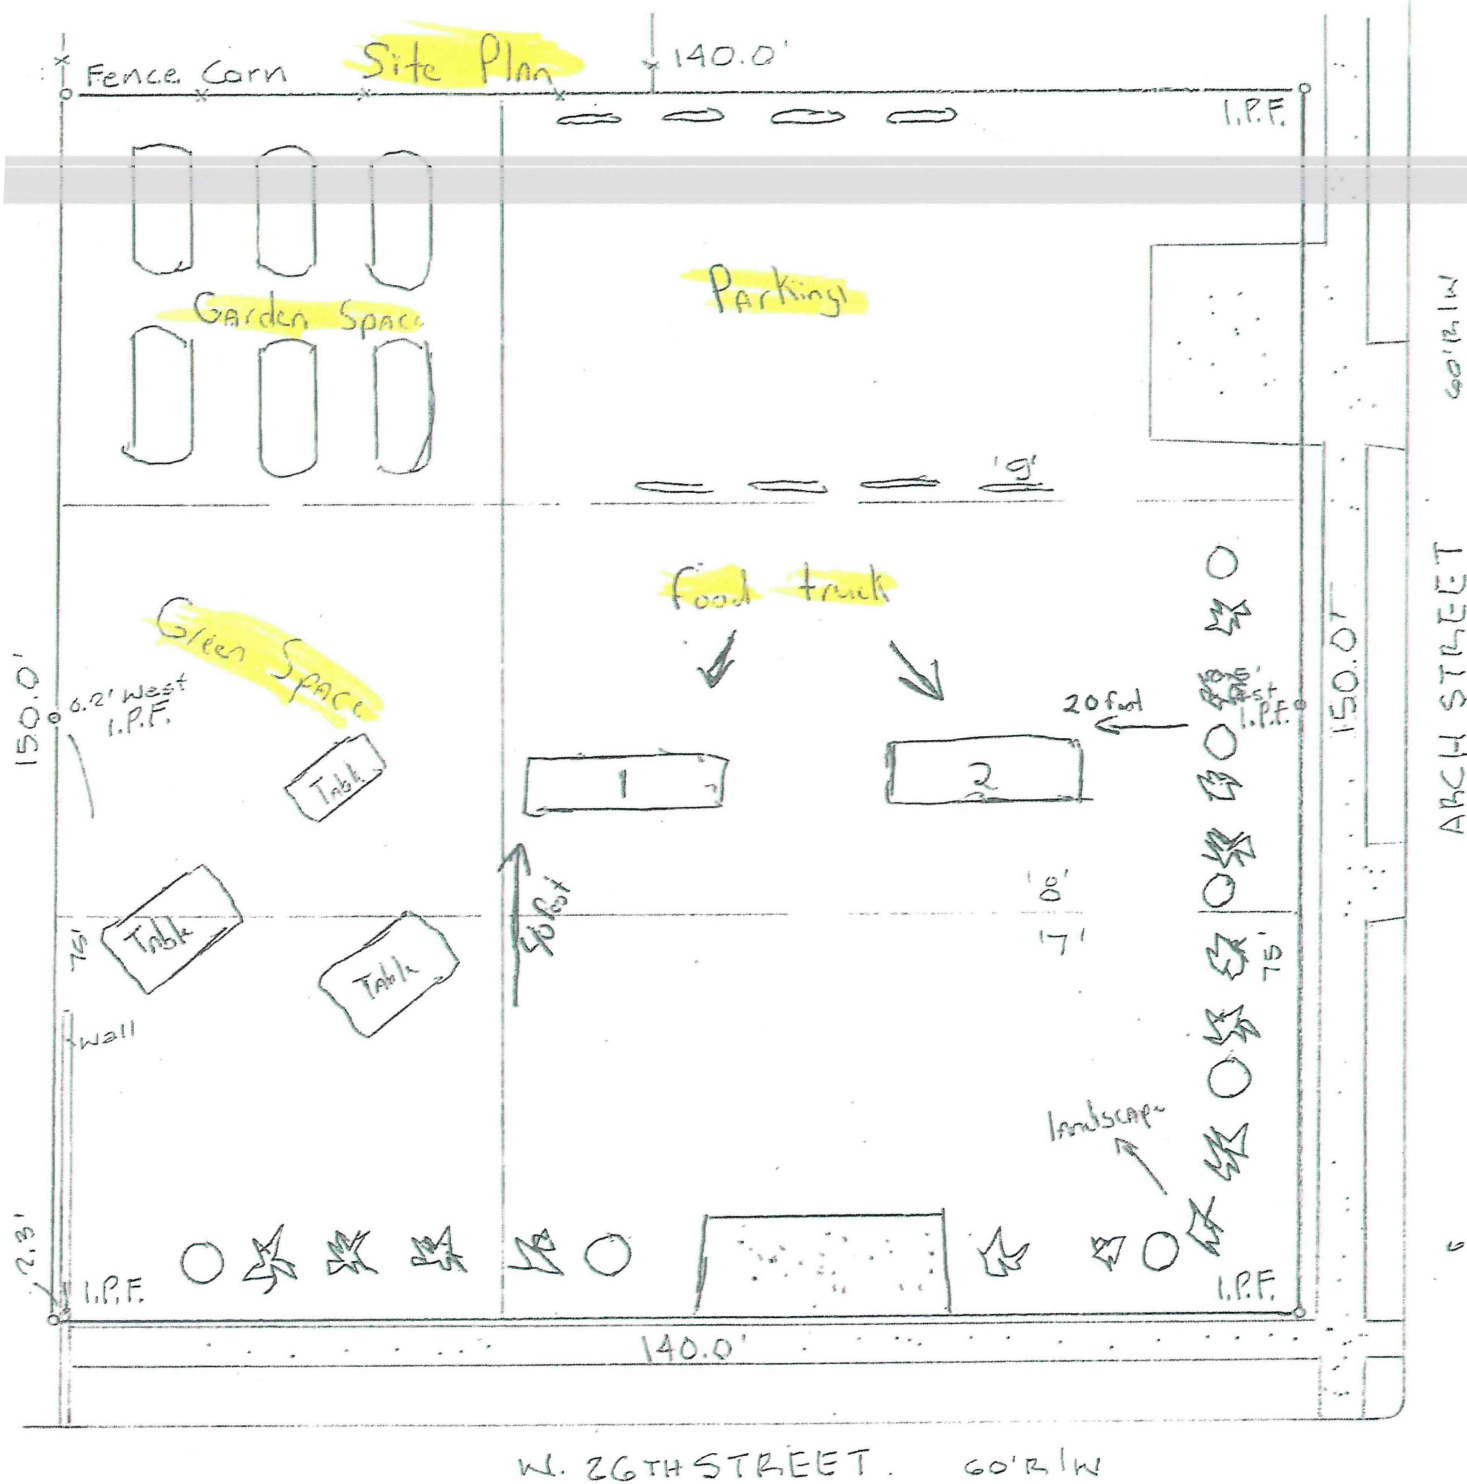 Site Plan
140.0'
Fence Corn
I.P.F.
Garden Space
Parking
60' R/W
'9'
food truck
Green Space
ARCH STREET
150.0'
150.0'
0.2' West
I.P.F.
20 foot
I.P.F.
Table
1
2
40 foot
'8'
Table
Table
75'
'7'
75'
Wall
landscape
2.3'
I.P.F.
I.P.F.
140.0'
W. 26TH STREET. 60' R/W